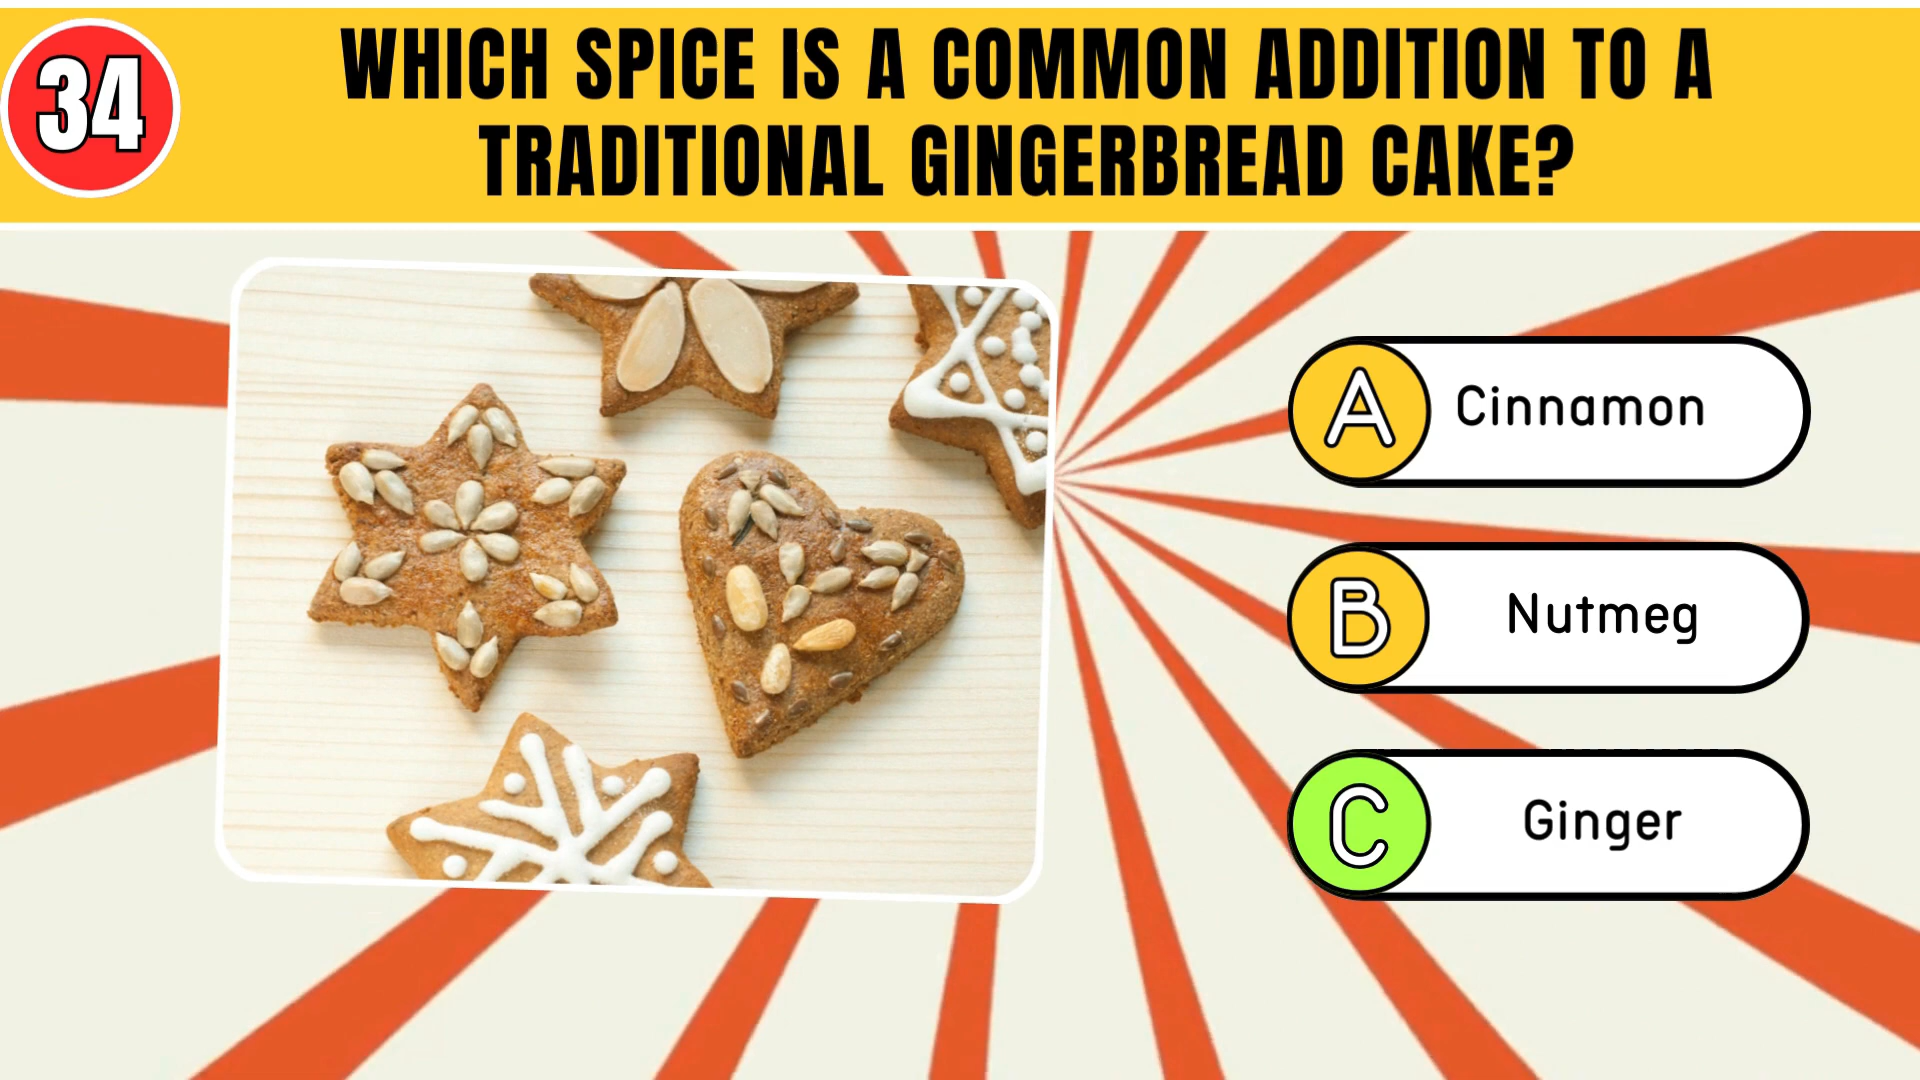 34
WHICH SPICE IS A COMMON ADDITION TO A
TRADITIONAL GINGERBREAD CAKE?
A Cinnamon
B Nutmeg
C Ginger